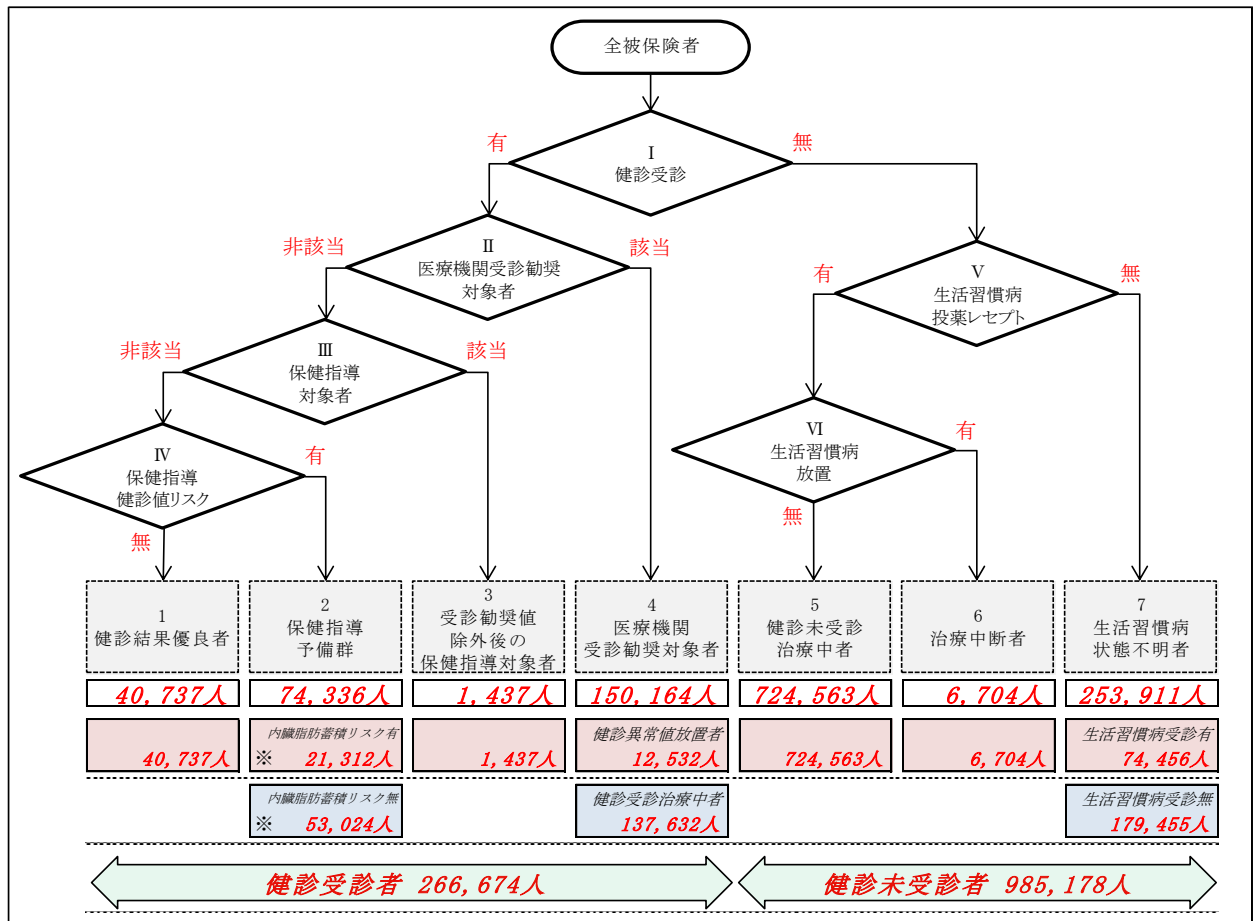 全被保険者
Ⅰ
健診受診
有
無
Ⅱ
医療機関受診勧奨
対象者
非該当
該当
Ⅴ
生活習慣病
投薬レセプト
有
無
Ⅲ
保健指導
対象者
非該当
該当
Ⅵ
生活習慣病
放置
有
無
Ⅳ
保健指導
健診値リスク
有
無
1
健診結果優良者
2
保健指導
予備群
3
受診勧奨値
除外後の
保健指導対象者
4
医療機関
受診勧奨対象者
5
健診未受診
治療中者
6
治療中断者
7
生活習慣病
状態不明者
40,737人
74,336人
1,437人
150,164人
724,563人
6,704人
253,911人
40,737人
内臓脂肪蓄積リスク有
※ 21,312人
1,437人
健診異常値放置者
12,532人
724,563人
6,704人
生活習慣病受診有
74,456人
内臓脂肪蓄積リスク無
※ 53,024人
健診受診治療中者
137,632人
生活習慣病受診無
179,455人
健診受診者 266,674人
健診未受診者 985,178人